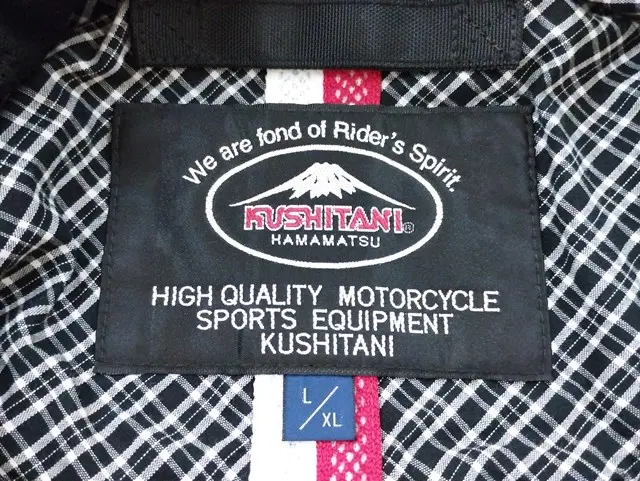 We are fond of Rider's Spirit.
KUSHITANI®
HAMAMATSU
HIGH QUALITY MOTORCYCLE
SPORTS EQUIPMENT
KUSHITANI
L/XL